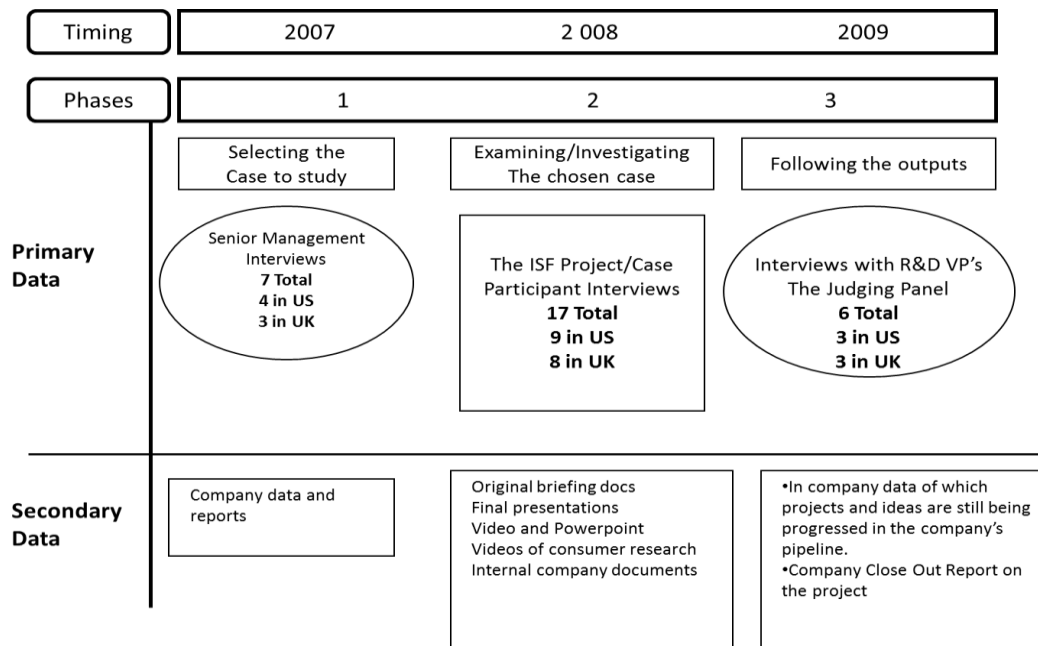 Timing
2007
2 008
2009
Phases
1
2
3
Selecting the
Case to study
Examining/Investigating
The chosen case
Following the outputs
Primary
Data
Senior Management
Interviews
7 Total
4 in US
3 in UK
The ISF Project/Case
Participant Interviews
17 Total
9 in US
8 in UK
Interviews with R&D VP’s
The Judging Panel
6 Total
3 in US
3 in UK
Secondary
Data
Company data and
reports
Original briefing docs
Final presentations
Video and Powerpoint
Videos of consumer research
Internal company documents
•In company data of which
projects and ideas are still being
progressed in the company’s
pipeline.
•Company Close Out Report on
the project